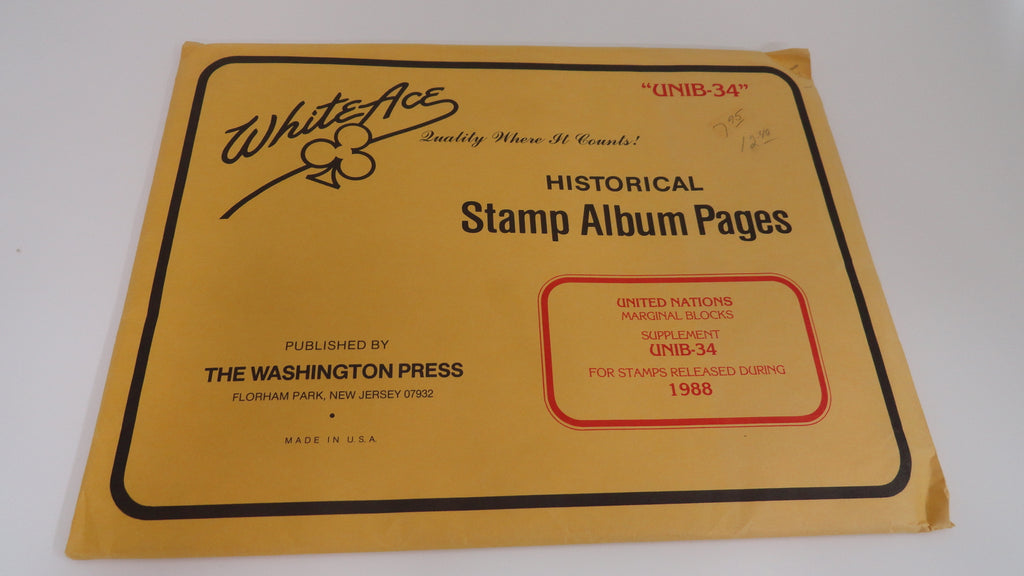 White Ace
Quality Where It Counts!
"UNIB-34"
7.95
12.40
HISTORICAL
Stamp Album Pages
UNITED NATIONS
MARGINAL BLOCKS
SUPPLEMENT
UNIB-34
FOR STAMPS RELEASED DURING
1988
PUBLISHED BY
THE WASHINGTON PRESS
FLORHAM PARK, NEW JERSEY 07932
•
MADE IN U.S.A.